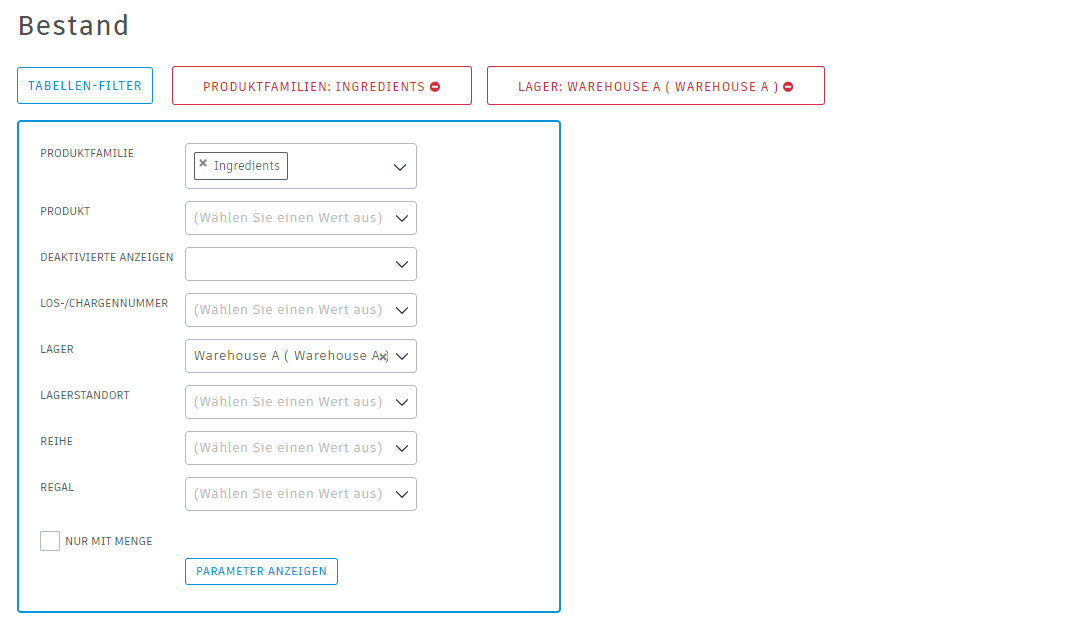 Bestand
TABELLEN-FILTER
PRODUKTFAMILIEN: INGREDIENTS
LAGER: WAREHOUSE A ( WAREHOUSE A )
PRODUKTFAMILIE
Ingredients
PRODUKT
(Wählen Sie einen Wert aus)
DEAKTIVIERTE ANZEIGEN
LOS-/CHARGENNUMMER
(Wählen Sie einen Wert aus)
LAGER
Warehouse A ( Warehouse A )
LAGERSTANDORT
(Wählen Sie einen Wert aus)
REIHE
(Wählen Sie einen Wert aus)
REGAL
(Wählen Sie einen Wert aus)
NUR MIT MENGE
PARAMETER ANZEIGEN